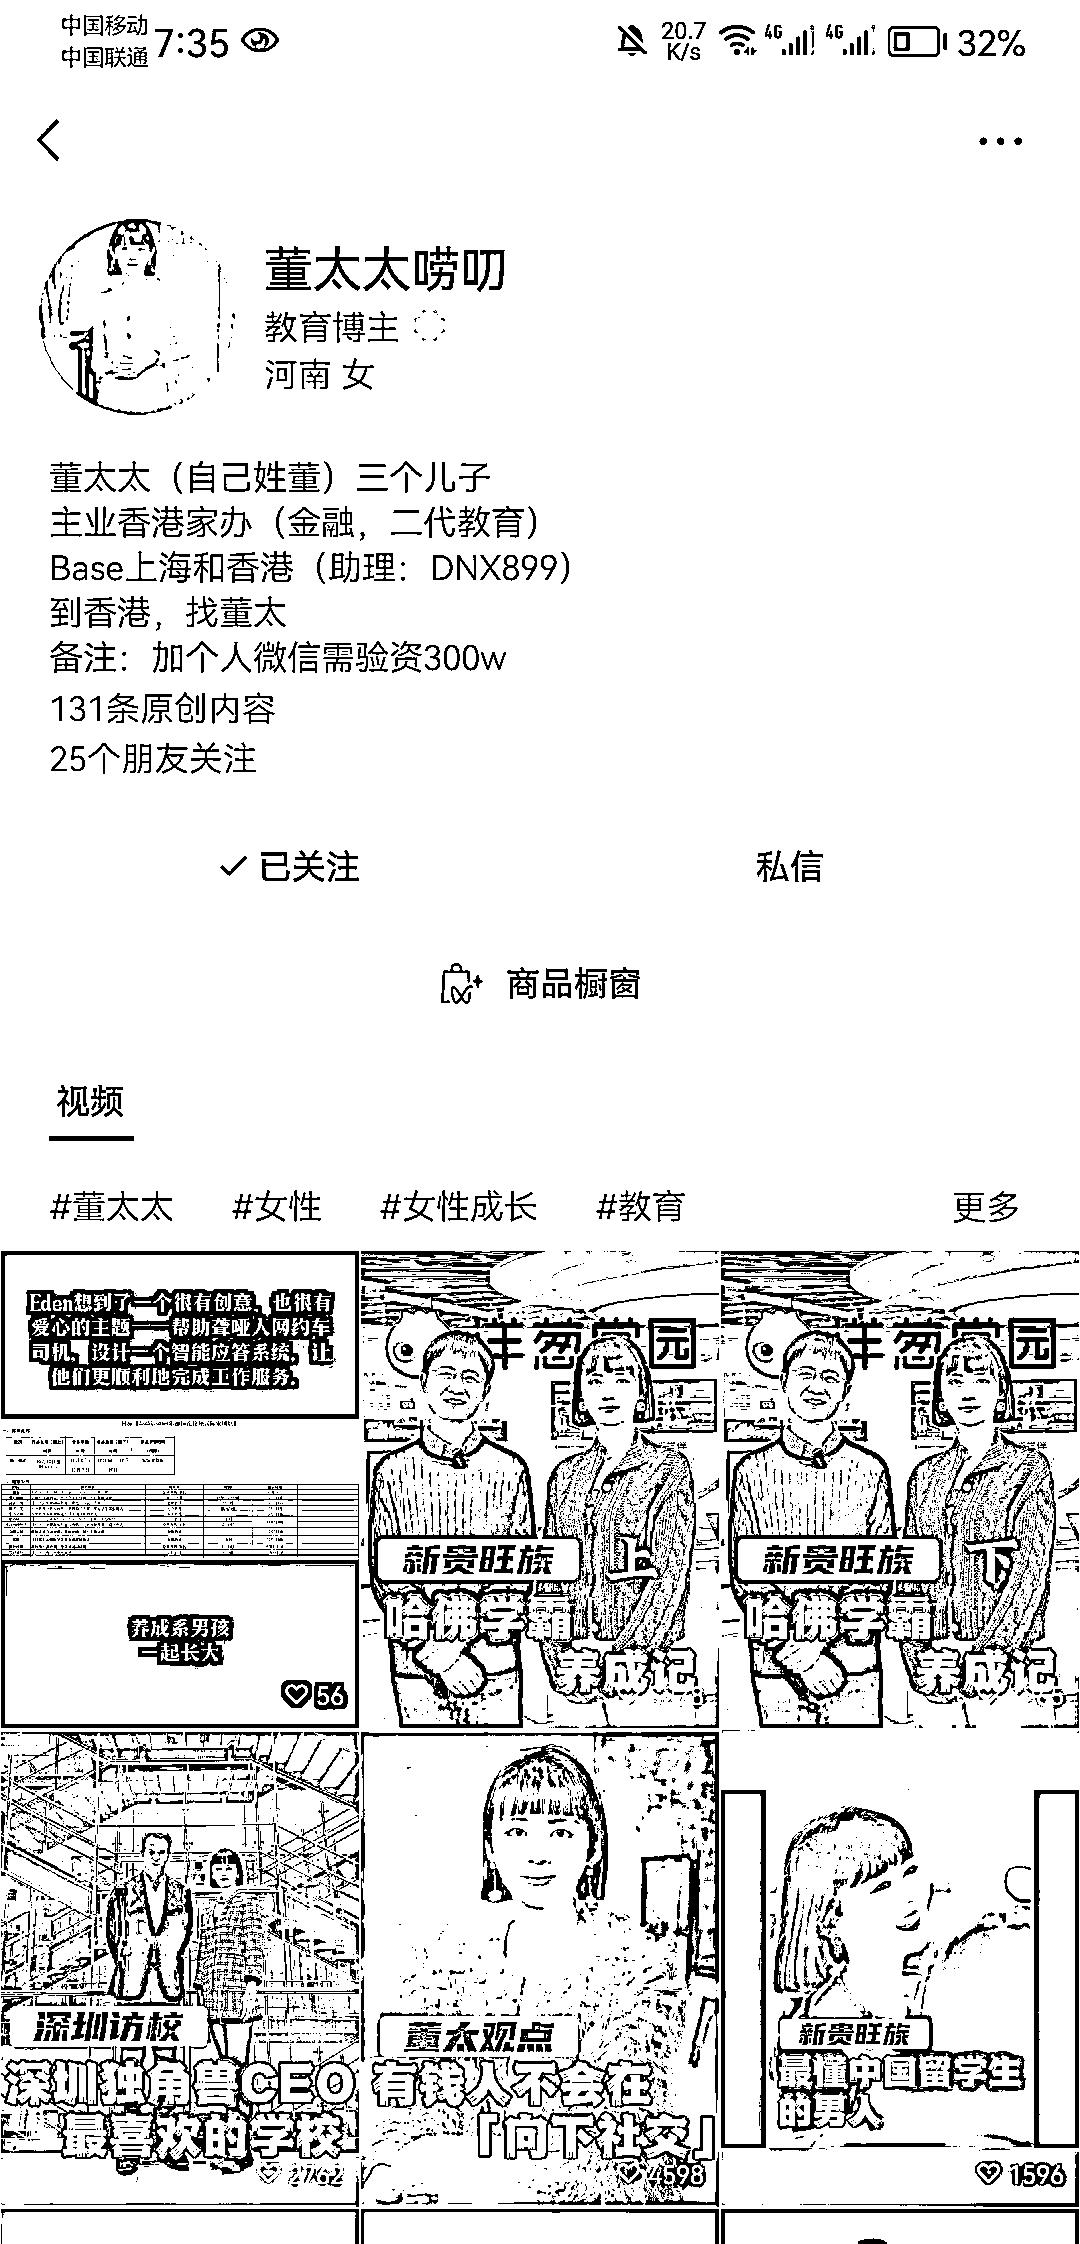 中国移动
中国联通 7:35 20.7 K/s 4G 4G 32%
董太太唠叨
教育博主
河南 女
董太太（自己姓董）三个儿子
主业香港家办（金融，二代教育）
Base上海和香港（助理：DNX899）
到香港，找董太
备注：加个人微信需验资300w
131条原创内容
25个朋友关注
已关注 私信
商品橱窗
视频
#董太太 #女性 #女性成长 #教育 更多
Eden想到了一个很有创意，也很有
爱心的主题——帮助聋哑人网约车
司机，设计一个智能应答系统，让
他们更顺利地完成工作服务。
养成系男孩
一起长大
56
园
新贵旺族 上
哈佛学霸
养成记
园
新贵旺族 下
哈佛学霸
养成记
深圳访校
深圳独角兽CEO
最喜欢的学校
2762
董太观点
有钱人不会在
「向下社交」
4598
新贵旺族
最懂中国留学生
的男人
1596